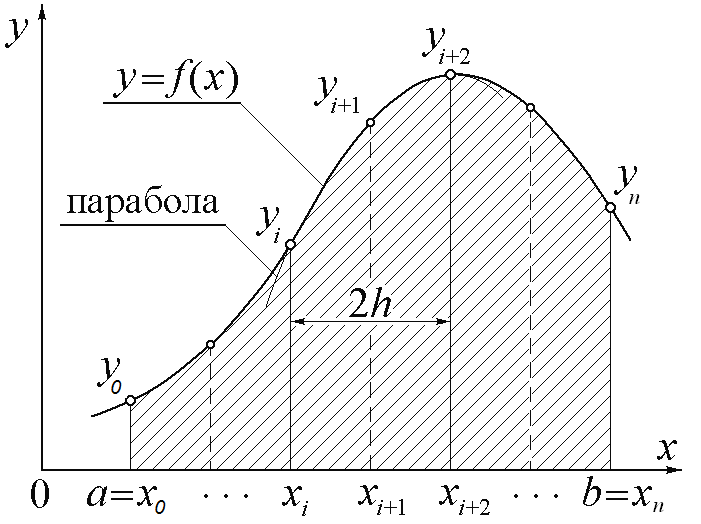 y
y_{i+2}
y=f(x)
y_{i+1}
парабола
y_i
y_n
2h
y_0
x
0 a=x_0 · · · x_i x_{i+1} x_{i+2} · · · b=x_n